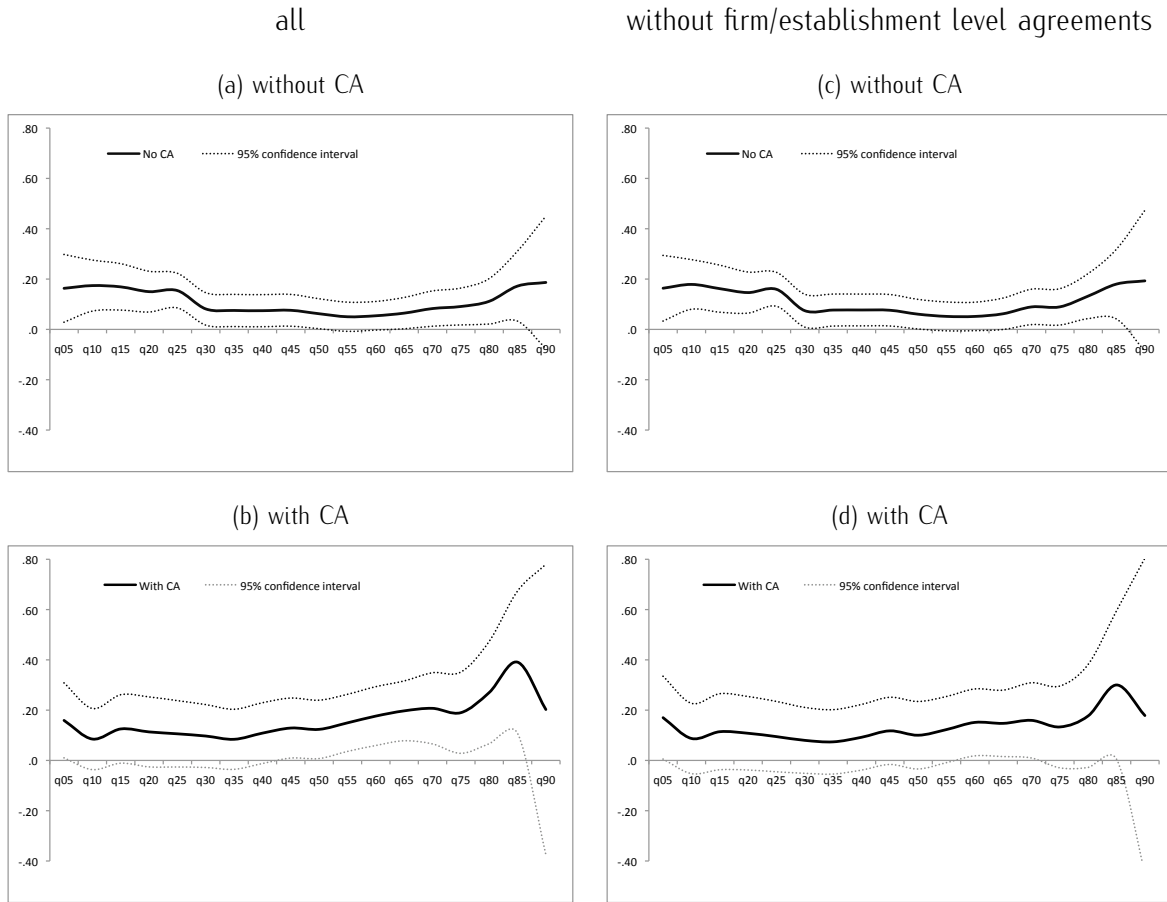 all
without firm/establishment level agreements
(a) without CA
.80
.60
.40
.20
.0
-.20
-.40
No CA
95% confidence interval
q05 q10 q15 q20 q25 q30 q35 q40 q45 q50 q55 q60 q65 q70 q75 q80 q85 q90
(c) without CA
.80
.60
.40
.20
.0
-.20
-.40
No CA
95% confidence interval
q05 q10 q15 q20 q25 q30 q35 q40 q45 q50 q55 q60 q65 q70 q75 q80 q85 q90
(b) with CA
.80
.60
.40
.20
.0
-.20
-.40
With CA
95% confidence interval
q05 q10 q15 q20 q25 q30 q35 q40 q45 q50 q55 q60 q65 q70 q75 q80 q85 q90
(d) with CA
.80
.60
.40
.20
.0
-.20
-.40
With CA
95% confidence interval
q05 q10 q15 q20 q25 q30 q35 q40 q45 q50 q55 q60 q65 q70 q75 q80 q85 q90